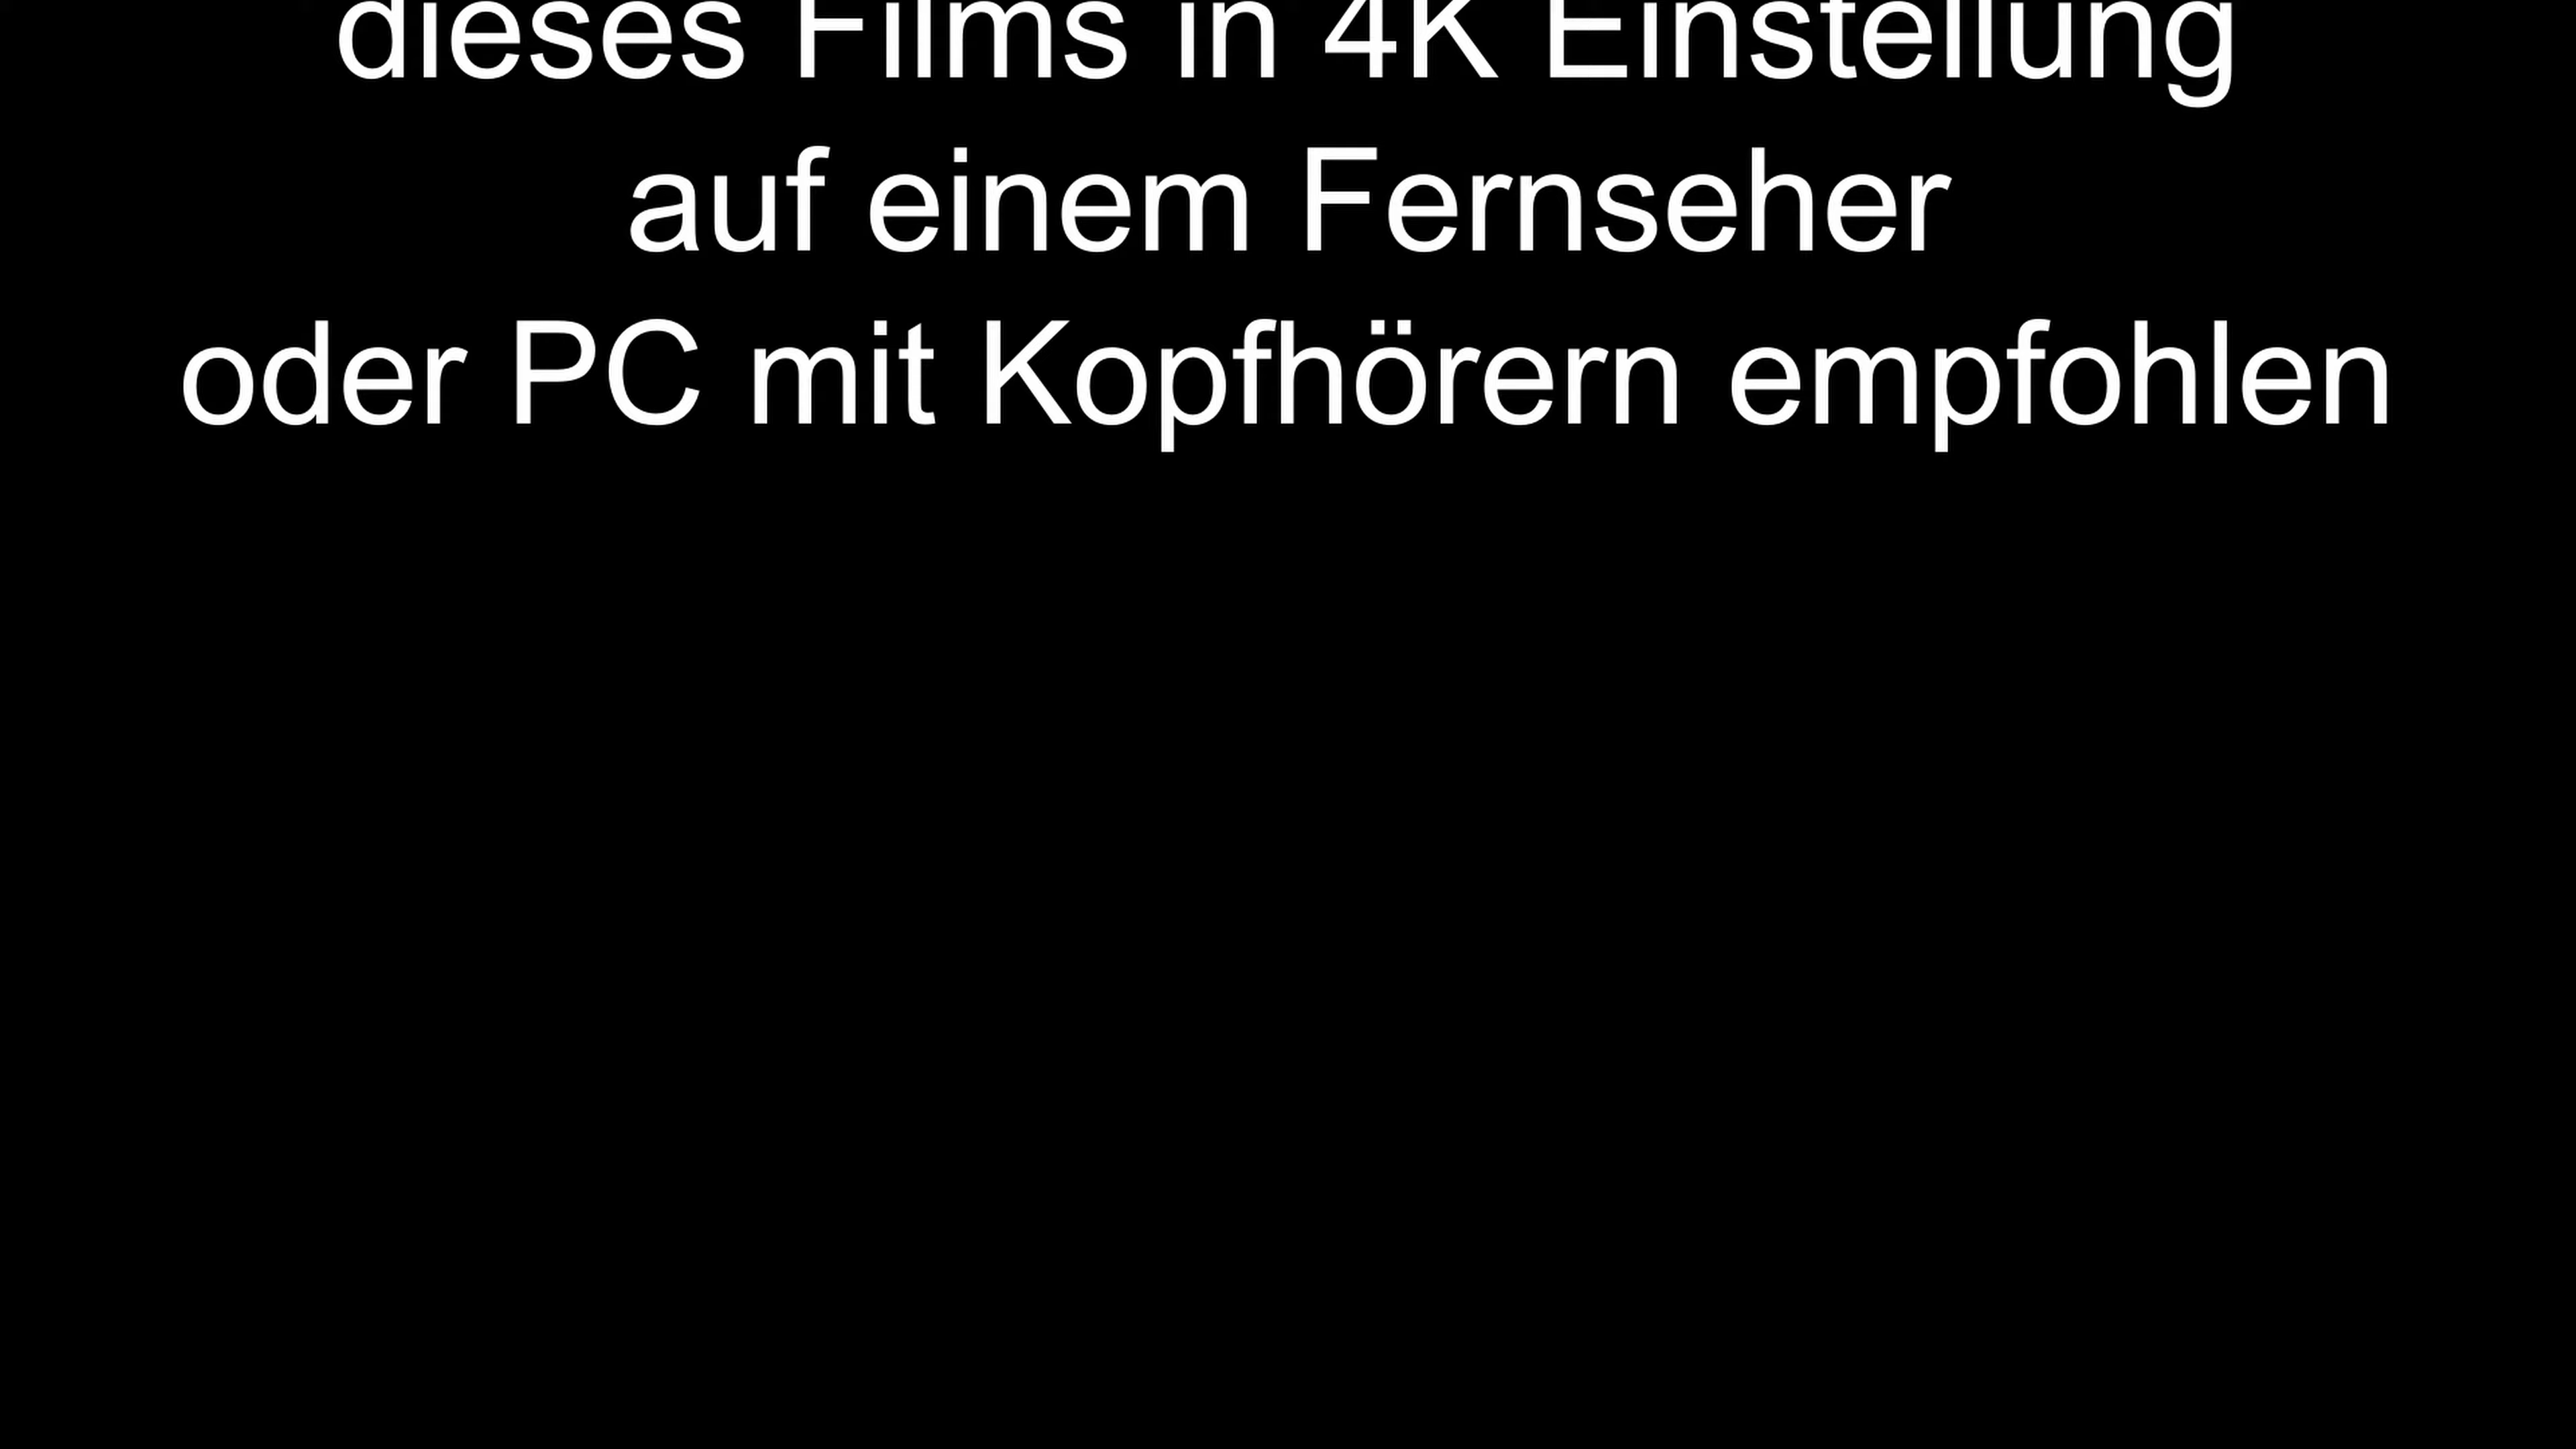 dieses Films in 4K Einstellung
auf einem Fernseher
oder PC mit Kopfhörern empfohlen